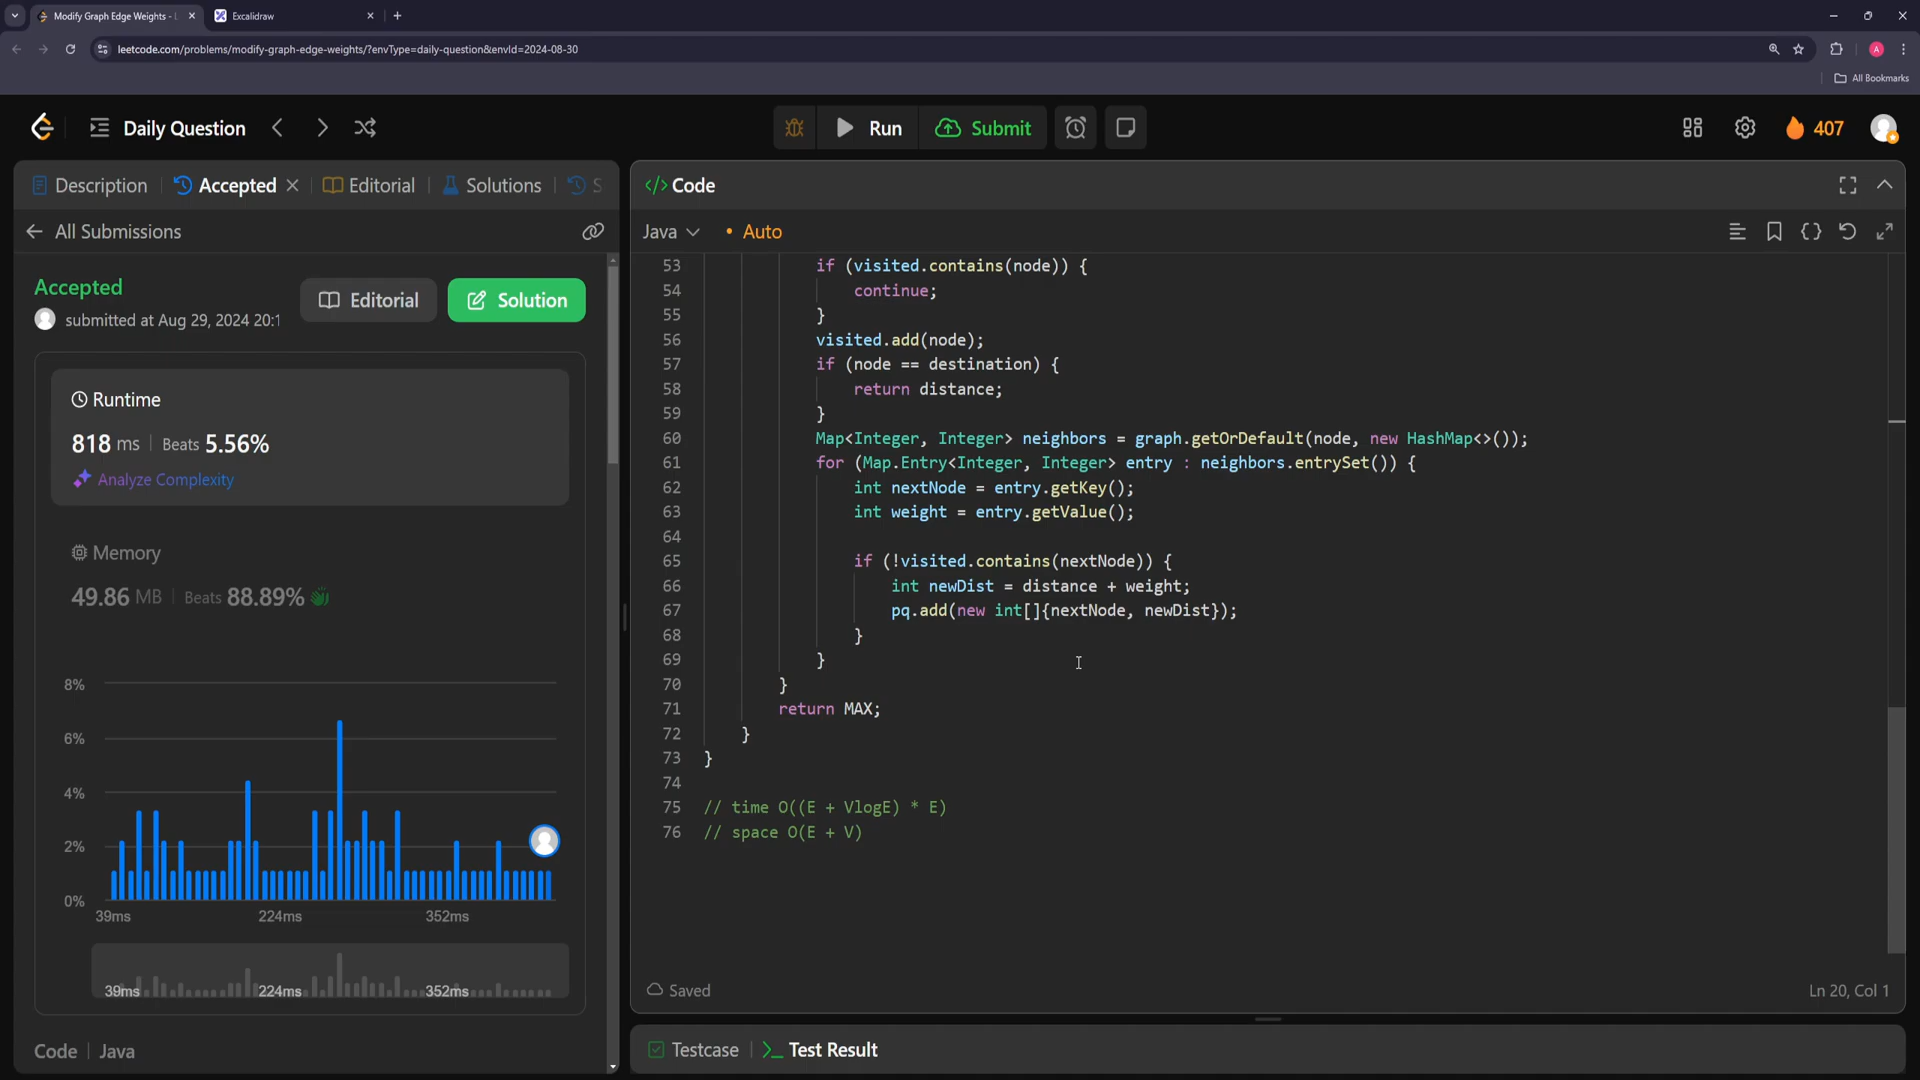 Modify Graph Edge Weights - L
Excalidraw
leetcode.com/problems/modify-graph-edge-weights/?envType=daily-question&envId=2024-08-30
A
All Bookmarks
Daily Question
Run
Submit
407
Description
Accepted
Editorial
Solutions
S
Code
All Submissions
Java
Auto
Accepted
submitted at Aug 29, 2024 20:1
Editorial
Solution
Runtime
818 ms | Beats 5.56%
Analyze Complexity
Memory
49.86 MB | Beats 88.89%
8%
6%
4%
2%
0%
39ms
224ms
352ms
39ms
224ms
352ms
Code | Java
53 if (visited.contains(node)) {
54 continue;
55 }
56 visited.add(node);
57 if (node == destination) {
58 return distance;
59 }
60 Map<Integer, Integer> neighbors = graph.getOrDefault(node, new HashMap<>());
61 for (Map.Entry<Integer, Integer> entry : neighbors.entrySet()) {
62 int nextNode = entry.getKey();
63 int weight = entry.getValue();
64
65 if (!visited.contains(nextNode)) {
66 int newDist = distance + weight;
67 pq.add(new int[]{nextNode, newDist});
68 }
69 }
70 }
71 return MAX;
72 }
73 }
74
75 // time O((E + VlogE) * E)
76 // space O(E + V)
Saved
Ln 20, Col 1
Testcase
Test Result